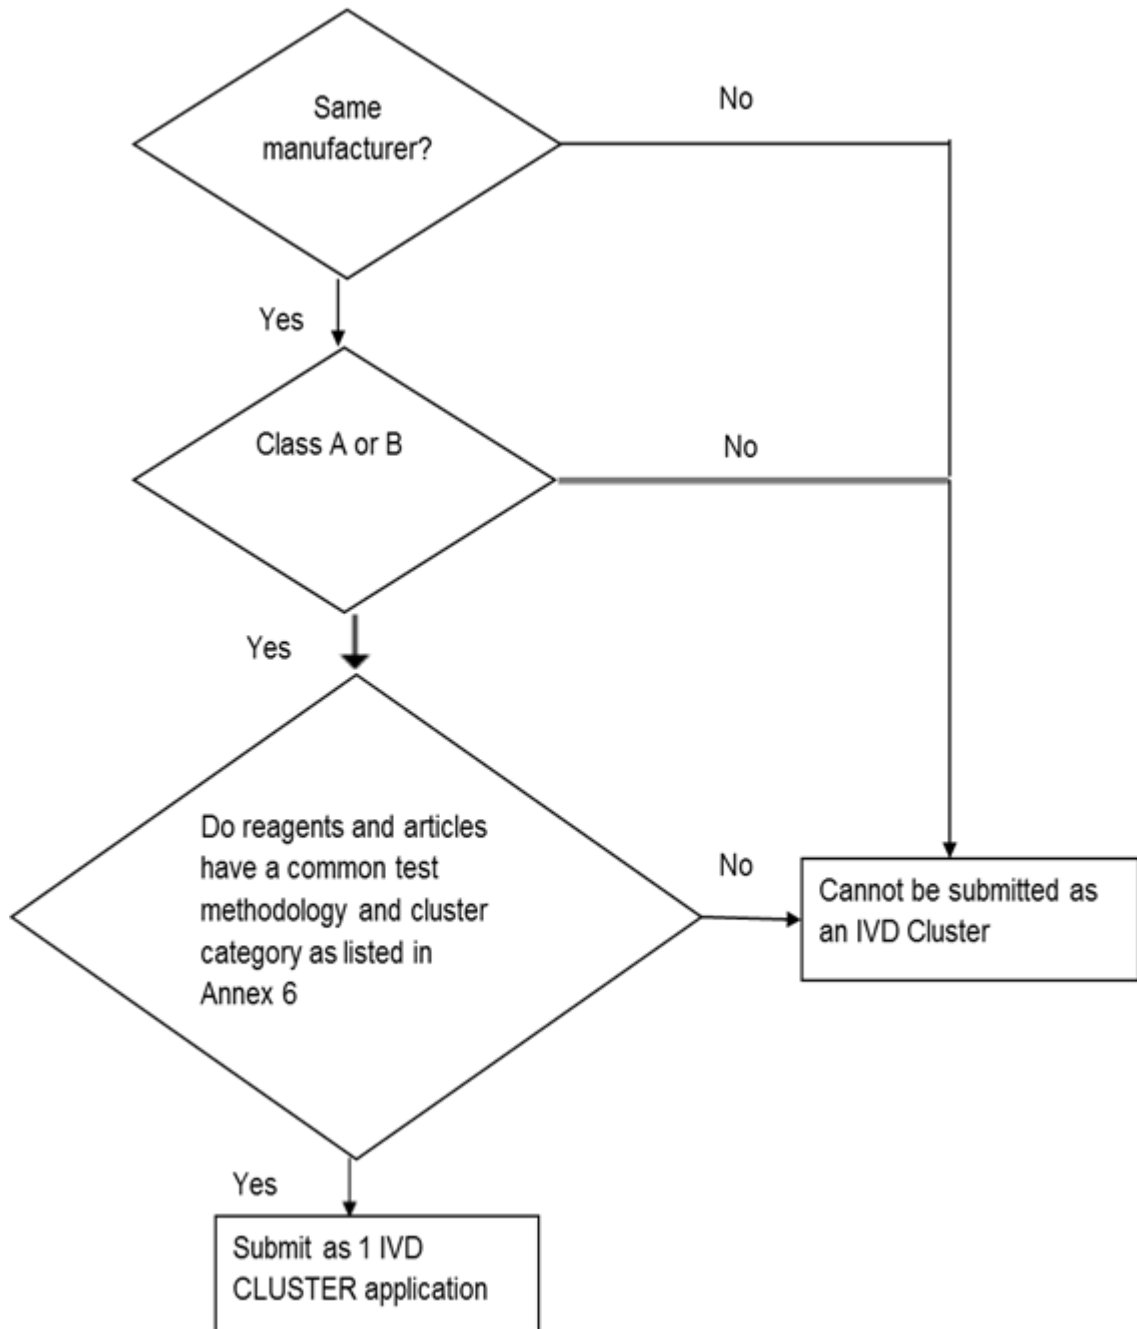 Same
manufacturer?
No
Yes
Class A or B
No
Yes
Do reagents and articles
have a common test
methodology and cluster
category as listed in
Annex 6
No
Cannot be submitted as
an IVD Cluster
Yes
Submit as 1 IVD
CLUSTER application